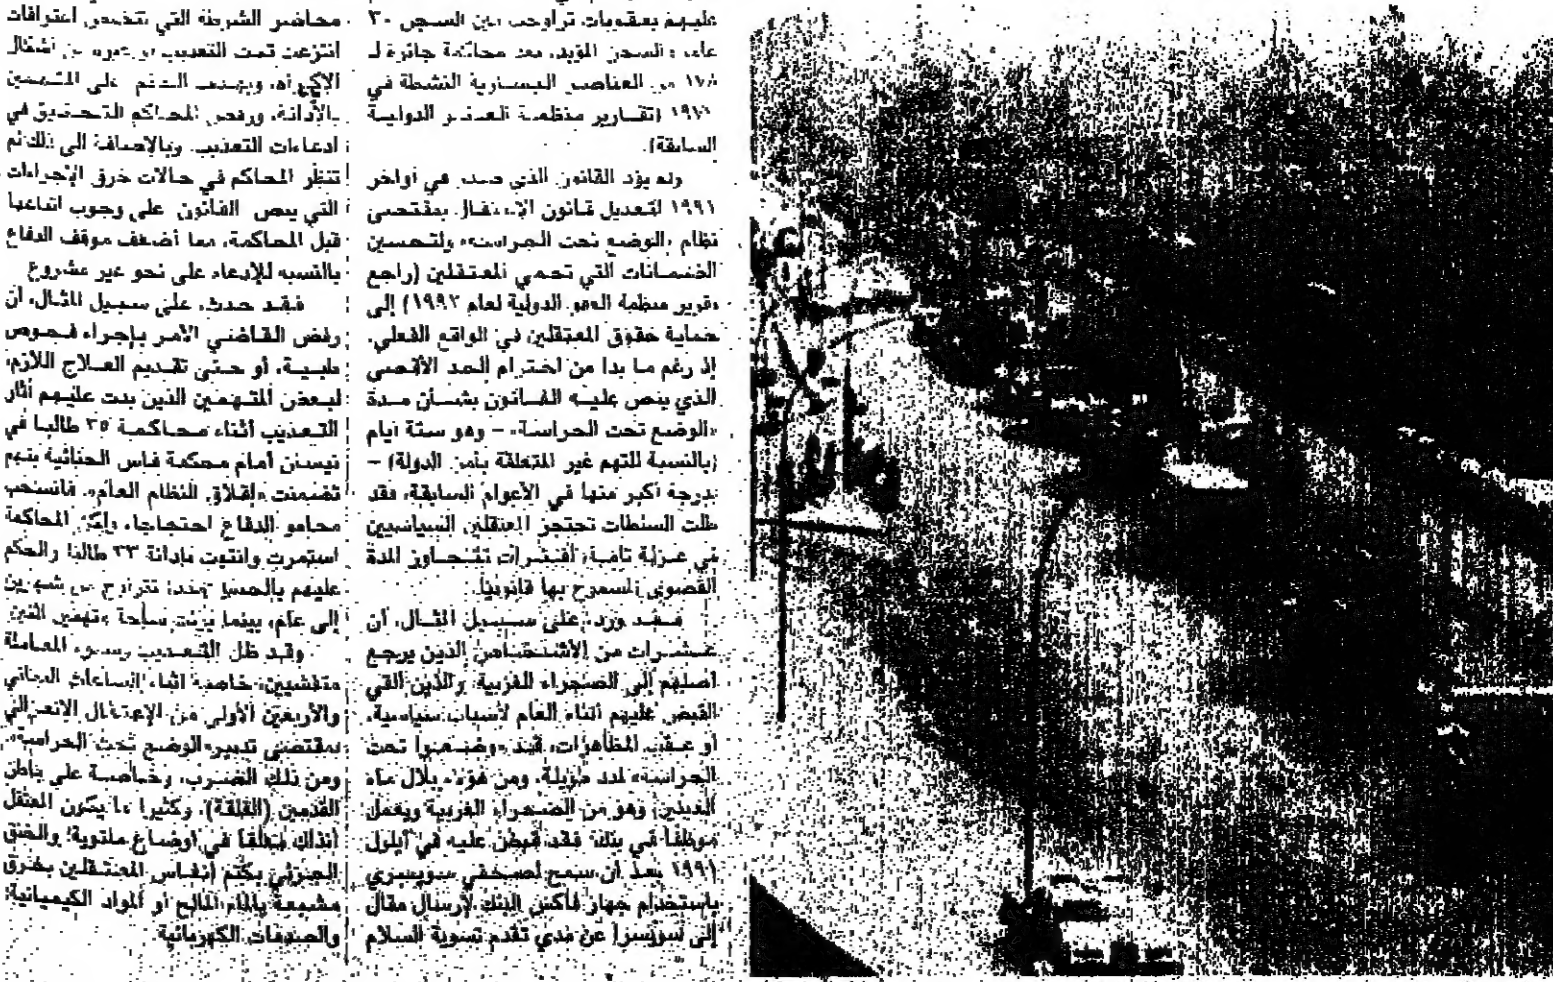 عليهم بعقوبات تراوحت بين السجن ٣٠
عاما والسجن المؤبد، بعد محاكمة جائرة لـ
من العناصر اليسارية النشطة في
(تقارير منظمة العفو الدولية
السابقة).
ولم يؤد القانون الذي صدر في أواخر
١٩٩١ لتعديل قانون الاعتقال بمقتضى
نظام «الوضع تحت الحراسة» ولتحسين
الضمانات التي تحمي المعتقلين (راجع
تقرير منظمة العفو الدولية لعام ١٩٩٢) إلى
حماية حقوق المعتقلين في الواقع الفعلي.
إذ رغم ما بدا من احترام الحد الأقصى
الذي ينص عليه القانون بشأن مدة
«الوضع تحت الحراسة» – وهو ستة أيام
(بالنسبة للتهم غير المتعلقة بأمن الدولة) –
بدرجة أكبر منها في الأعوام السابقة، فقد
ظلت السلطات تحتجز المعتقلين السياسيين
في عزلة تامة، لفترات تتجاوز المدة
القصوى المسموح بها قانونيا.
فقد ورد، على سبيل المثال، أن
عشرات من الأشخاص الذين يرجع
أصلهم إلى الصحراء الغربية، والذين القي
القبض عليهم أثناء العام لأسباب سياسية،
أو عقب المظاهرات، قد «وضعوا تحت
الحراسة» لمدد طويلة. ومن هؤلاء بلال ماء
وهو من الصحراء الغربية ويعمل
موظفا في بنك؛ فقد قبض عليه في أيلول
١٩٩١ بعد أن سمح لصحفي سويسري
باستخدام جهاز فاكس البنك لإرسال مقال
إلى سويسرا عن مدى تقدم تسوية السلام
محاضر الشرطة التي تتضمن اعترافات
انتزعت تحت التعذيب أو غيره من أشكال
الإكراه، وبهدف الحكم على المتهمين
بالإدانة، ورفض المحاكم التحقيق في
ادعاءات التعذيب. وبالإضافة إلى ذلك لم
تنظر المحاكم في حالات خرق الإجراءات
التي ينص القانون على وجوب اتباعها
قبل المحاكمة، مما أضعف موقف الدفاع
بالنسبه للإدعاء على نحو غير مشروع
فقد حدث، على سبيل المثال، أن
رفض القاضي الأمر بإجراء فحوص
طبية، أو حتى تقديم العلاج اللازم،
لبعض المتهمين الذين بدت عليهم آثار
التعذيب أثناء محاكمة ٣٥ طالبا في
نيسان أمام محكمة فاس الجنائية بتهم
تضمنت «إقلاق النظام العام». فانسحب
محامو الدفاع احتجاجا، ولكن المحاكمة
استمرت وانتهت بإدانة ٣٣ طالبا والحكم
عليهم بالحبس لمدد تتراوح من شهرين
إلى عام، بينما برئت ساحة متهمين اثنين
وقد ظل التعذيب وسوء المعاملة
متفشيين، خاصة اثناء الساعات الثماني
والأربعين الأولى من الإعتقال الانعزالي
بمقتضى تدبير «الوضع تحت الحراسة».
ومن ذلك الضرب، وخاصة على باطن
القدمين (الفلقة)، وكثيرا ما يكون المعتقل
أنذاك معلقا في أوضاع ملتوية؛ والخنق
الجزئي بكتم أنفاس المعتقلين بخرق
مشبعة بالماء المالح أو المواد الكيميائية؛
والصدمات الكهربائية